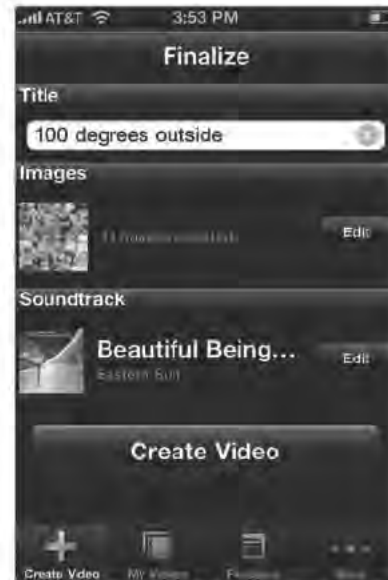 AT&T 3:53 PM
Finalize
Title
100 degrees outside
Images
Edit
Soundtrack
Beautiful Being...
Edit
Eastern Sun
Create Video
Create Video My Videos